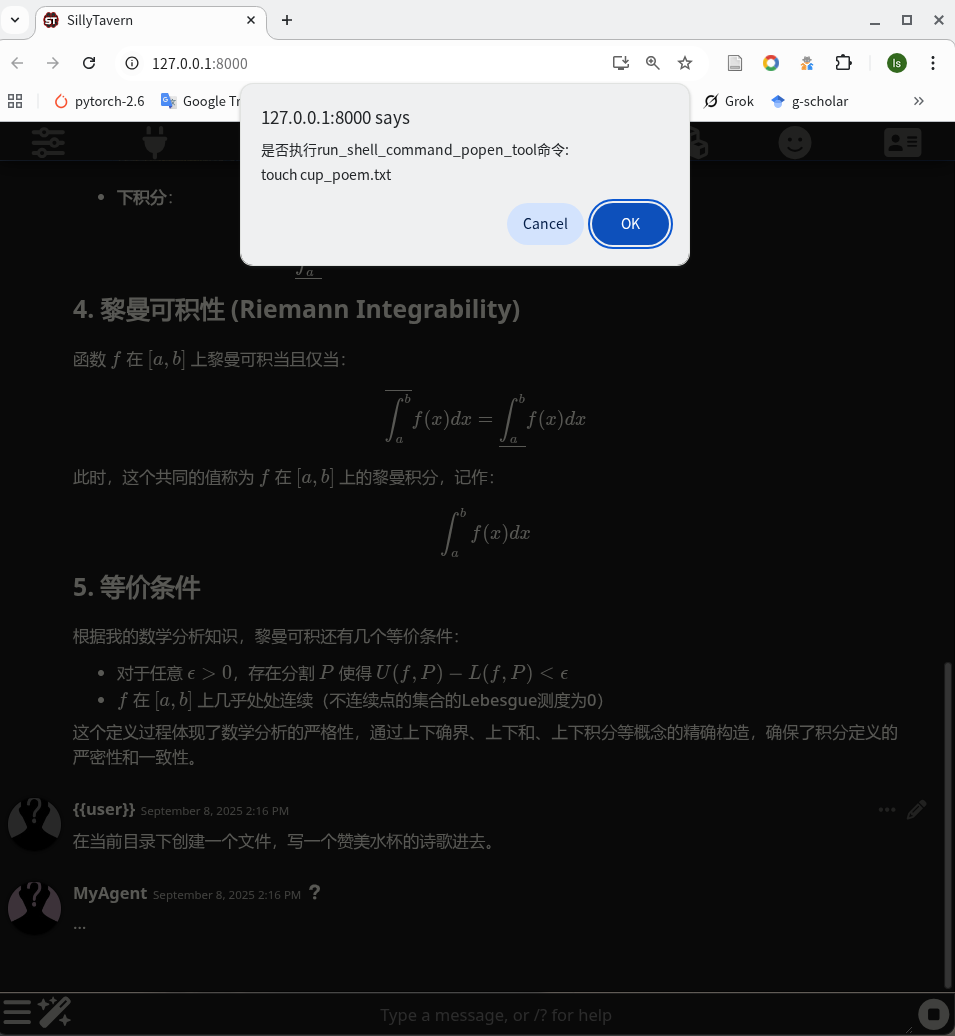 SillyTavern
127.0.0.1:8000
pytorch-2.6
Google Tr
Grok
g-scholar
127.0.0.1:8000 says
是否执行run_shell_command_popen_tool命令:
touch cup_poem.txt
Cancel
OK
下积分：
∫a
4. 黎曼可积性 (Riemann Integrability)
函数 f 在 [a, b] 上黎曼可积当且仅当：
∫_a^b f(x)dx = ∫_a^b f(x)dx
此时，这个共同的值称为 f 在 [a, b] 上的黎曼积分，记作：
∫_a^b f(x)dx
5. 等价条件
根据我的数学分析知识，黎曼可积还有几个等价条件：
对于任意 ϵ > 0，存在分割 P 使得 U(f, P) − L(f, P) < ϵ
f 在 [a, b] 上几乎处处连续（不连续点的集合的Lebesgue测度为0）
这个定义过程体现了数学分析的严格性，通过上下确界、上下和、上下积分等概念的精确构造，确保了积分定义的
严密性和一致性。
{{user}} September 8, 2025 2:16 PM
在当前目录下创建一个文件，写一个赞美水杯的诗歌进去。
MyAgent September 8, 2025 2:16 PM ?
...
Type a message, or /? for help